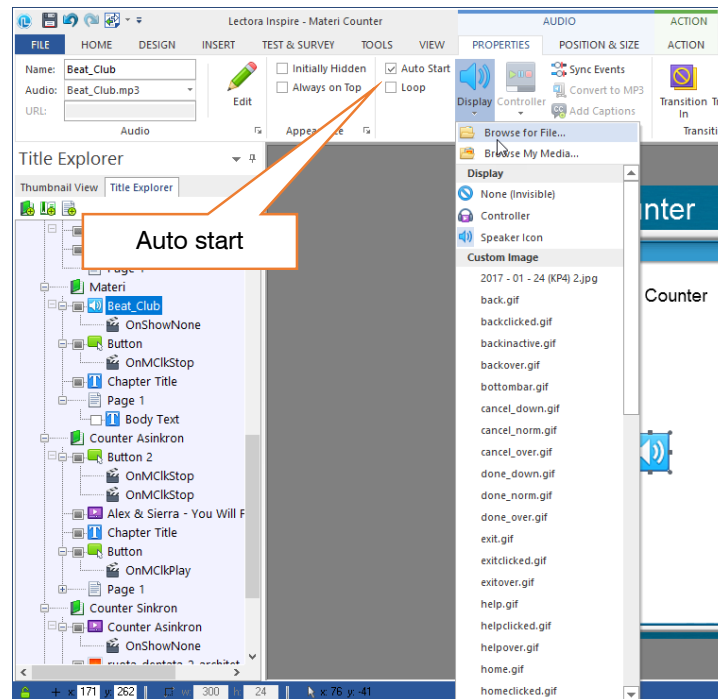 Lectora Inspire - Materi Counter
AUDIO
ACTION
FILE
HOME
DESIGN
INSERT
TEST & SURVEY
TOOLS
VIEW
PROPERTIES
POSITION & SIZE
ACTION
Name: Beat_Club
Audio: Beat_Club.mp3
URL:
Audio
Edit
Initially Hidden
Always on Top
Auto Start
Loop
Display
Controller
Sync Events
Convert to MP3
Add Captions
Transition
In
Title Explorer
Thumbnail View
Title Explorer
Auto start
Materi
Beat_Club
OnShowNone
Button
OnMClkStop
Chapter Title
Page 1
Body Text
Counter Asinkron
Button 2
OnMClkStop
OnMClkStop
Alex & Sierra - You Will F
Chapter Title
Button
OnMClkPlay
Page 1
Counter Sinkron
Counter Asinkron
OnShowNone
Browse for File...
Browse My Media...
Display
None (Invisible)
Controller
Speaker Icon
Custom Image
2017 - 01 - 24 (KP4) 2.jpg
back.gif
backclicked.gif
backinactive.gif
backover.gif
bottombar.gif
cancel_down.gif
cancel_norm.gif
cancel_over.gif
done_down.gif
done_norm.gif
done_over.gif
exit.gif
exitclicked.gif
exitover.gif
help.gif
helpclicked.gif
helpover.gif
home.gif
homeclicked.gif
nter
Counter
x: 171 y: 262 w: 300 h: 24 x: 76 y: -41